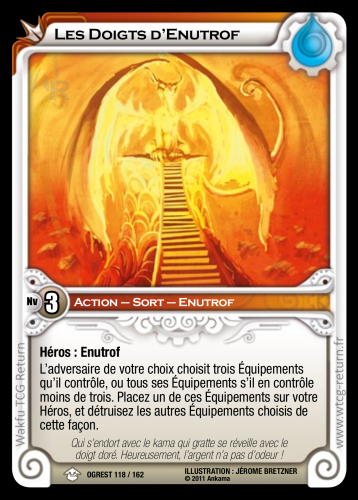 Les Doigts d'Enutrof
Nv 3
Action – Sort – Enutrof
Héros : Enutrof
L'adversaire de votre choix choisit trois Équipements
qu'il contrôle, ou tous ses Équipements s'il en contrôle
moins de trois. Placez un de ces Équipements sur votre
Héros, et détruisez les autres Équipements choisis de
cette façon.
Qui s'endort avec le kama qui gratte se réveille avec le
doigt doré. Heureusement, l'argent n'a pas d'odeur !
OGREST 118 / 162
ILLUSTRATION : JÉROME BRETZNER
© 2011 Ankama
Wakfu TCG Return
http://www.wtcg-return.fr